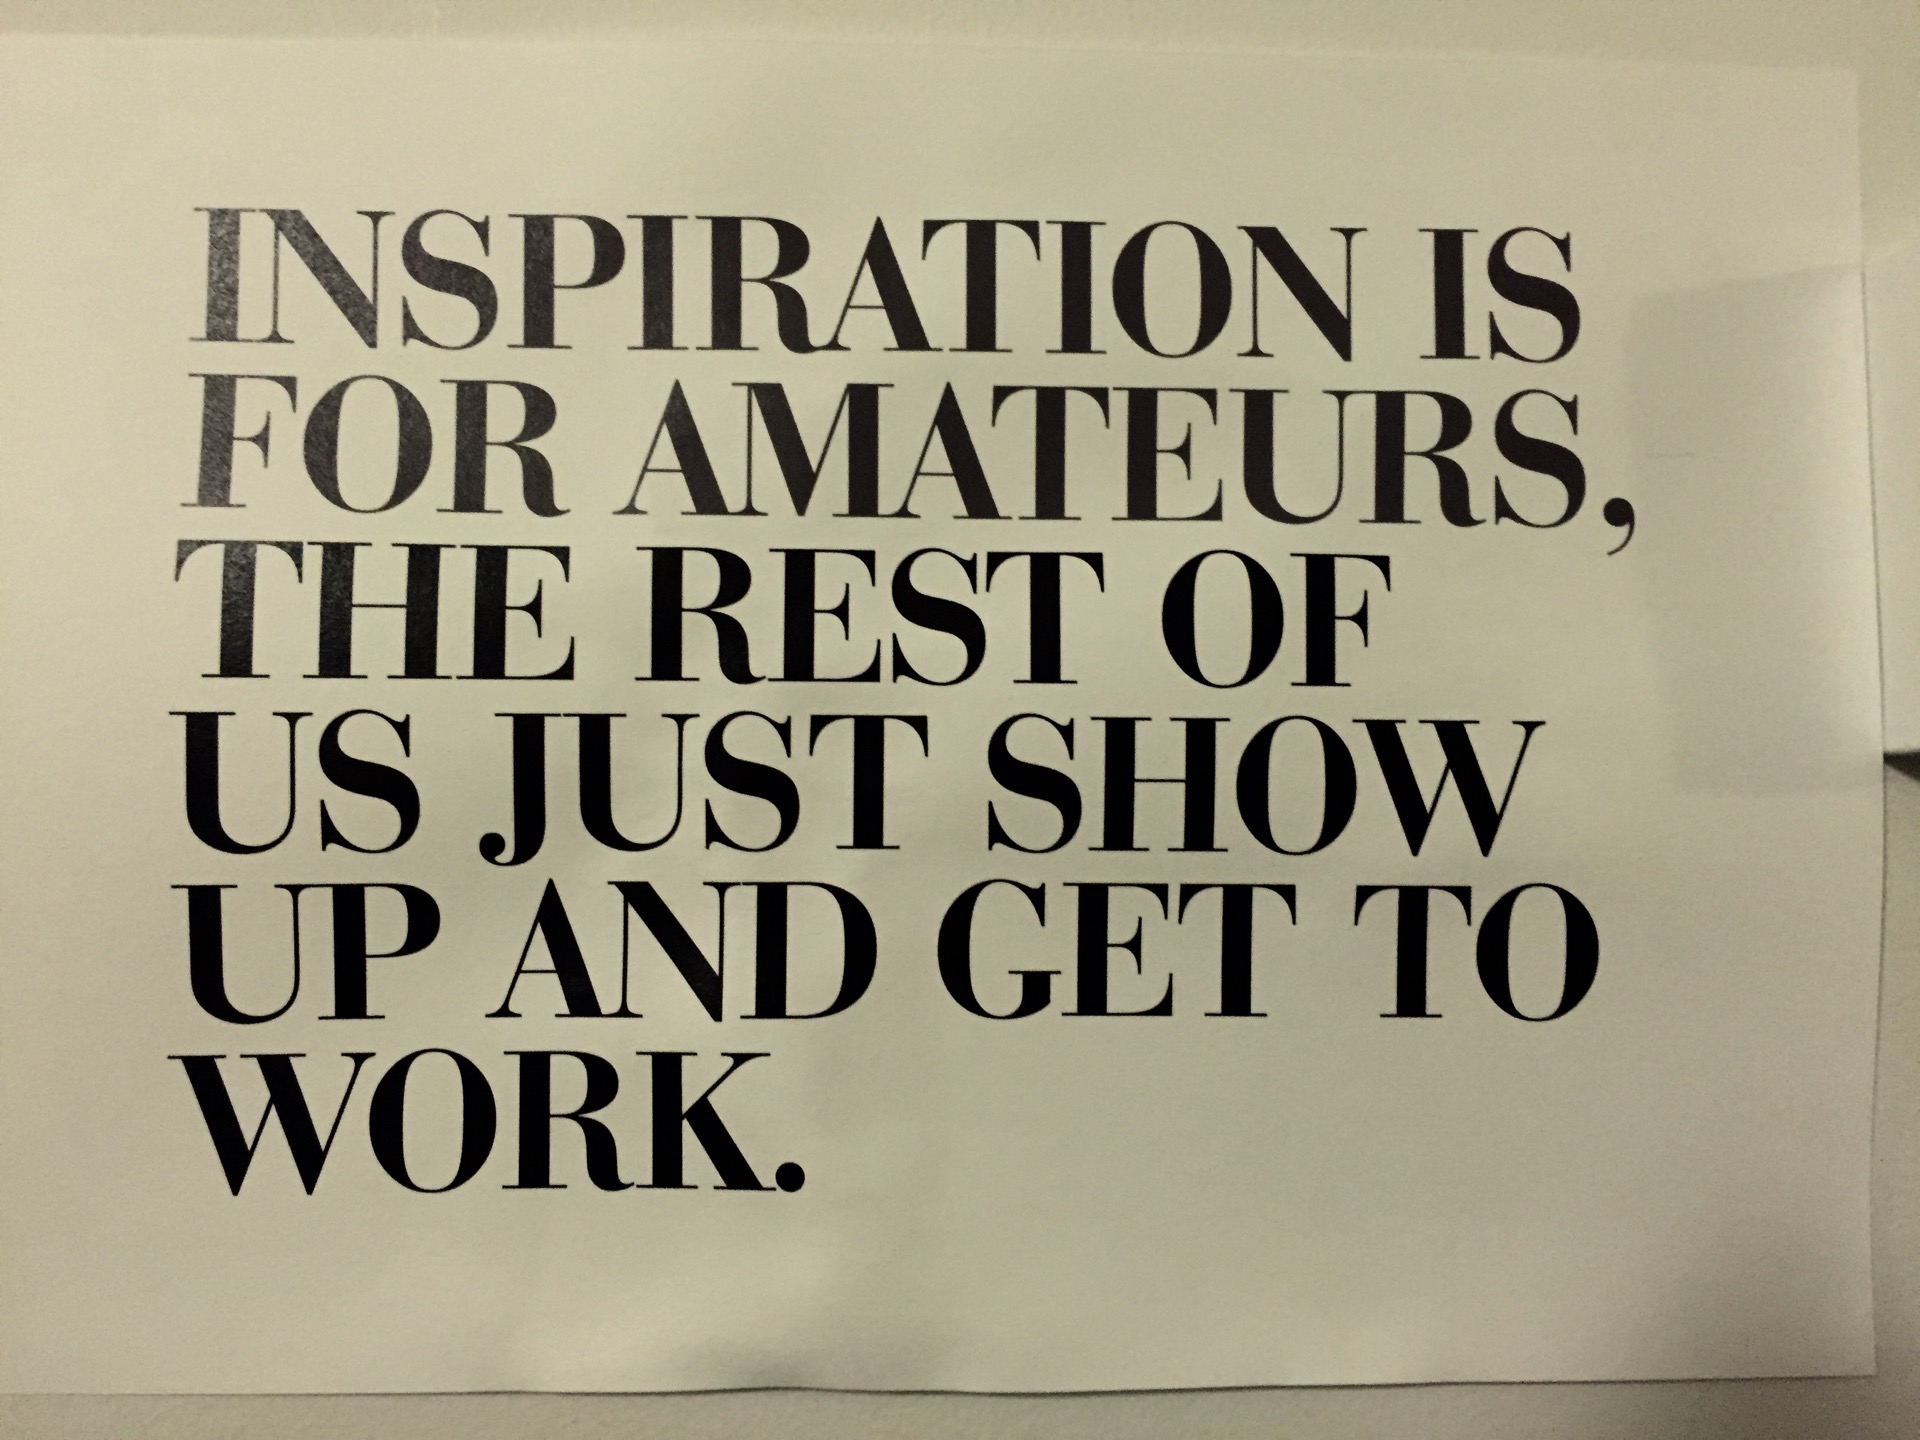 INSPIRATION IS
FOR AMATEURS,
THE REST OF
US JUST SHOW
UP AND GET TO
WORK.